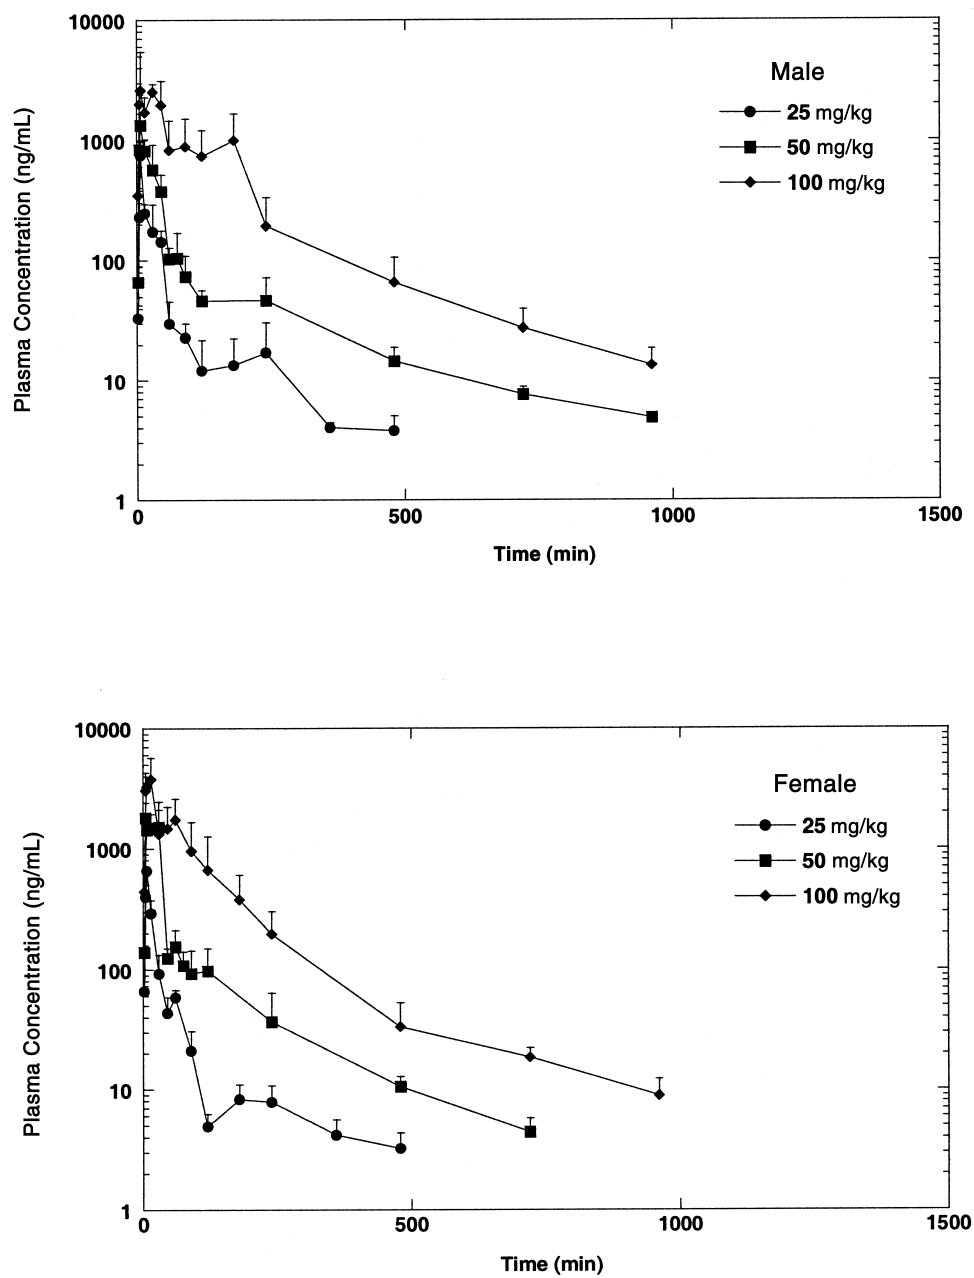 10000
1000
100
10
1
Plasma Concentration (ng/mL)
Male
25 mg/kg
50 mg/kg
100 mg/kg
0 500 1000 1500
Time (min)
10000
1000
100
10
1
Plasma Concentration (ng/mL)
Female
25 mg/kg
50 mg/kg
100 mg/kg
0 500 1000 1500
Time (min)